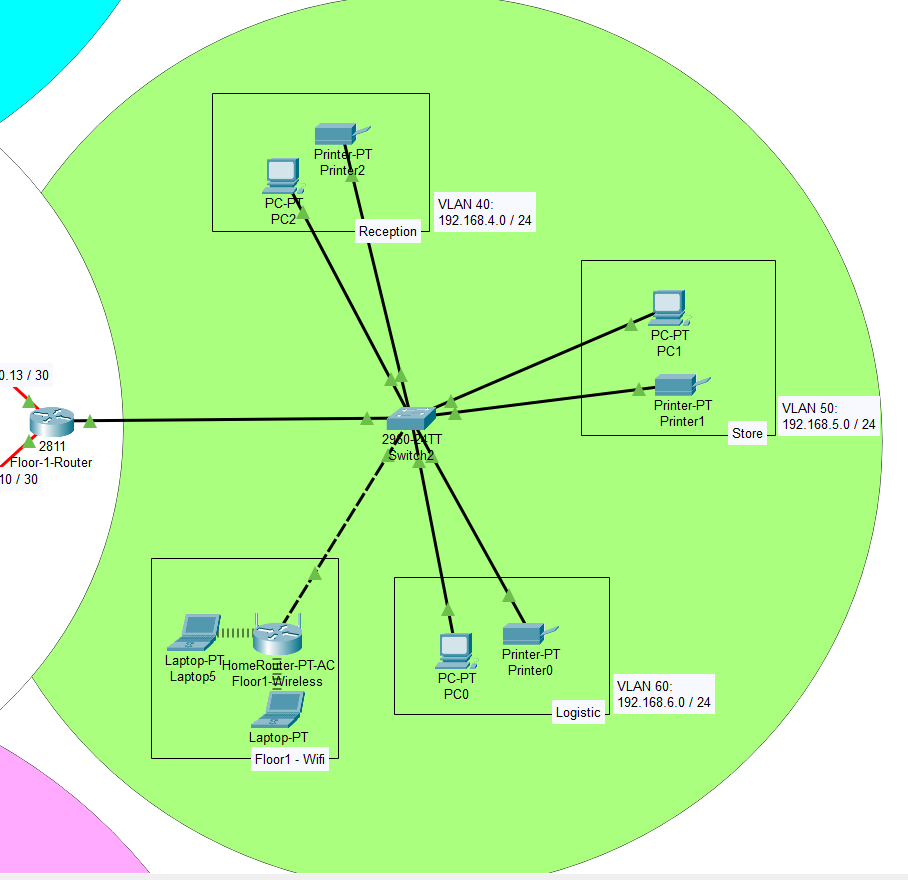 Printer-PT
Printer2
PC-PT
PC2
Reception
VLAN 40:
192.168.4.0 / 24
PC-PT
PC1
Printer-PT
Printer1
Store
VLAN 50:
192.168.5.0 / 24
0.13 / 30
2811
Floor-1-Router
10 / 30
2950-24TT
Switch2
Laptop-PT
Laptop5
HomeRouter-PT-AC
Floor1-Wireless
Laptop-PT
Floor1 - Wifi
Printer-PT
Printer0
PC-PT
PC0
Logistic
VLAN 60:
192.168.6.0 / 24